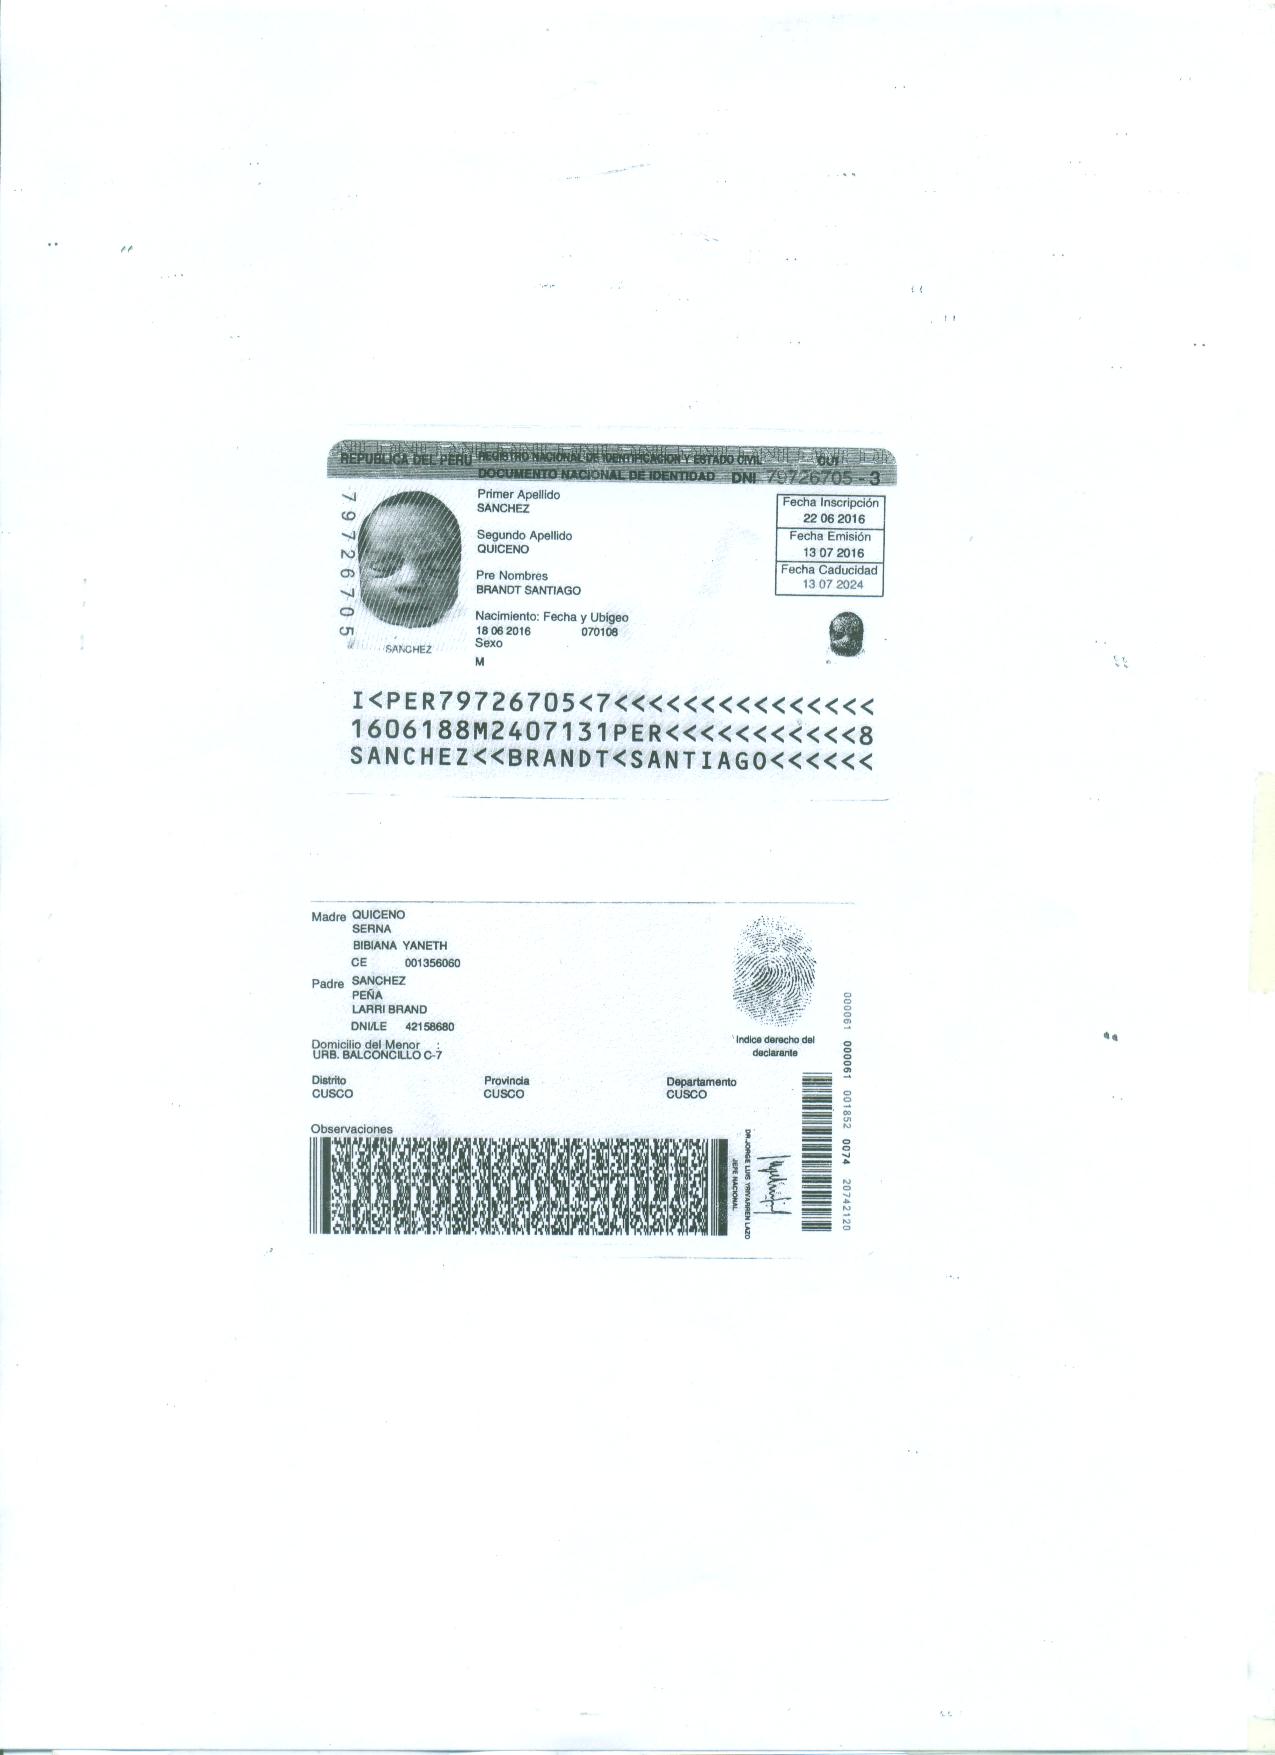 REPUBLICA DEL PERU REGISTRO NACIONAL DE IDENTIFICACION Y ESTADO CIVIL CUI
DOCUMENTO NACIONAL DE IDENTIDAD DNI 79726705 - 3
79726705
SANCHEZ
Primer Apellido
SANCHEZ
Segundo Apellido
QUICENO
Pre Nombres
BRANDT SANTIAGO
Nacimiento: Fecha y Ubigeo
18 06 2016 070108
Sexo
M
Fecha Inscripción
22 06 2016
Fecha Emisión
13 07 2016
Fecha Caducidad
13 07 2024
I<PER79726705<7<<<<<<<<<<<<<<<
1606188M2407131PER<<<<<<<<<<<8
SANCHEZ<<BRANDT<SANTIAGO<<<<<<
Madre QUICENO
SERNA
BIBIANA YANETH
CE 001356060
Padre SANCHEZ
PEÑA
LARRI BRAND
DNI/LE 42158680
Domicilio del Menor :
URB. BALCONCILLO C-7
Distrito Provincia Departamento
CUSCO CUSCO CUSCO
Observaciones
Indice derecho del
declarante
DR. JORGE LUIS YRIVARREN LAZO
JEFE NACIONAL
000061 000061 001852 0074 20742120